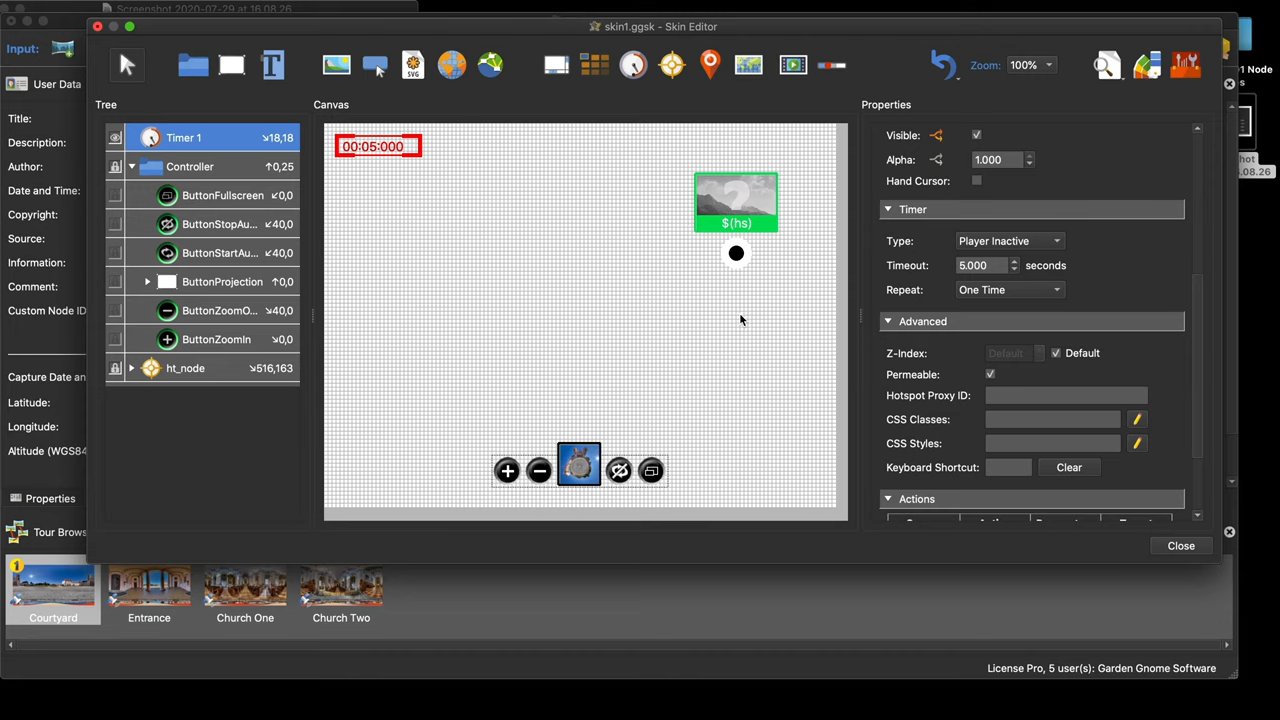 Screenshot 2020-07-29 at 16.08.26
skin1.ggsk - Skin Editor
Input:
User Data
Title:
Description:
Author:
Date and Time:
Copyright:
Source:
Information:
Comment:
Custom Node ID
Capture Date an
Latitude:
Longitude:
Altitude (WGS84
Properties
Tour Brows
Zoom: 100%
Tree
Canvas
Properties
Timer 1 ↘18,18
Controller ↑0,25
ButtonFullscreen ↙0,0
ButtonStopAu... ↙40,0
ButtonStartAu... ↙40,0
ButtonProjection ↑0,0
ButtonZoomO... ↘40,0
ButtonZoomIn ↘0,0
ht_node ↘516,163
00:05:000
$(hs)
Visible:
Alpha: 1.000
Hand Cursor:
Timer
Type: Player Inactive
Timeout: 5.000 seconds
Repeat: One Time
Advanced
Z-Index: Default Default
Permeable:
Hotspot Proxy ID:
CSS Classes:
CSS Styles:
Keyboard Shortcut: Clear
Actions
Close
1
Courtyard
Entrance
Church One
Church Two
License Pro, 5 user(s): Garden Gnome Software